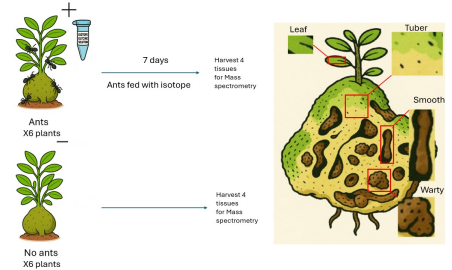 +
7 days
Ants fed with isotope
Harvest 4
tissues
for Mass
spectrometry
Ants
X6 plants
−
Harvest 4
tissues
for Mass
spectrometry
No ants
X6 plants
Leaf
Tuber
Smooth
Warty